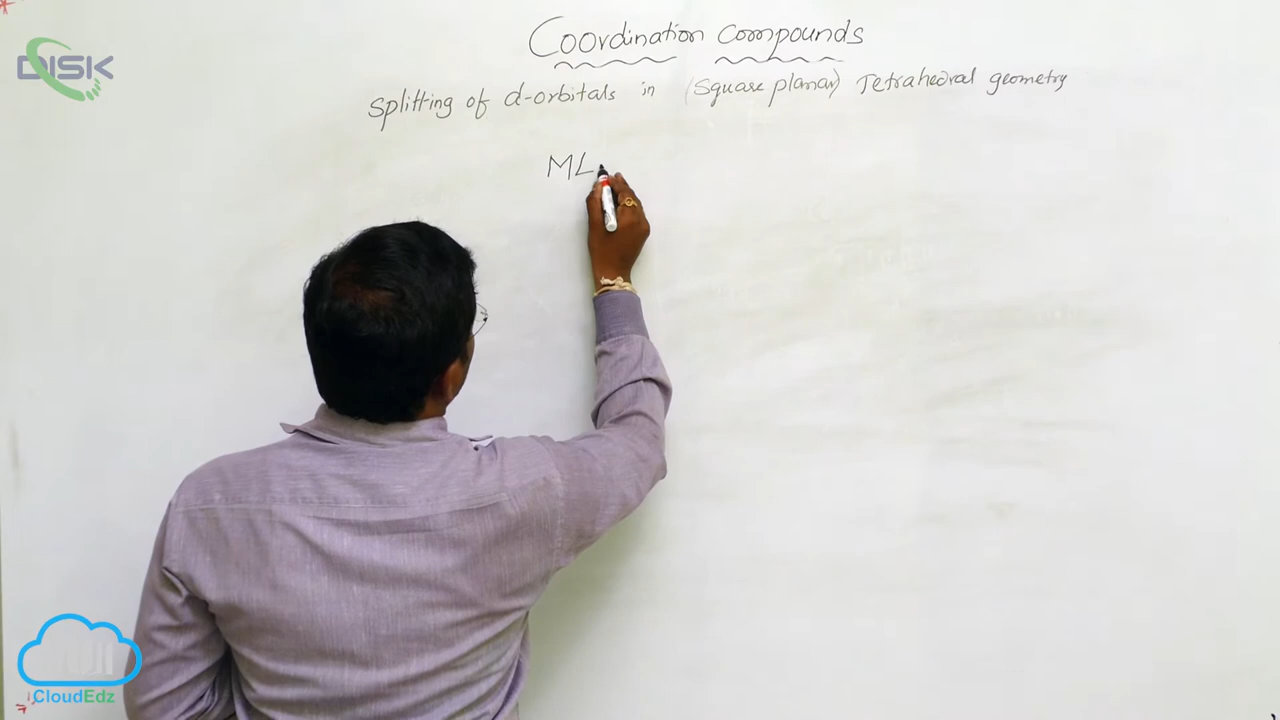 Coordination compounds
DISK
Splitting of d-orbitals in (Square planar) Tetrahedral geometry
ML
CloudEdz